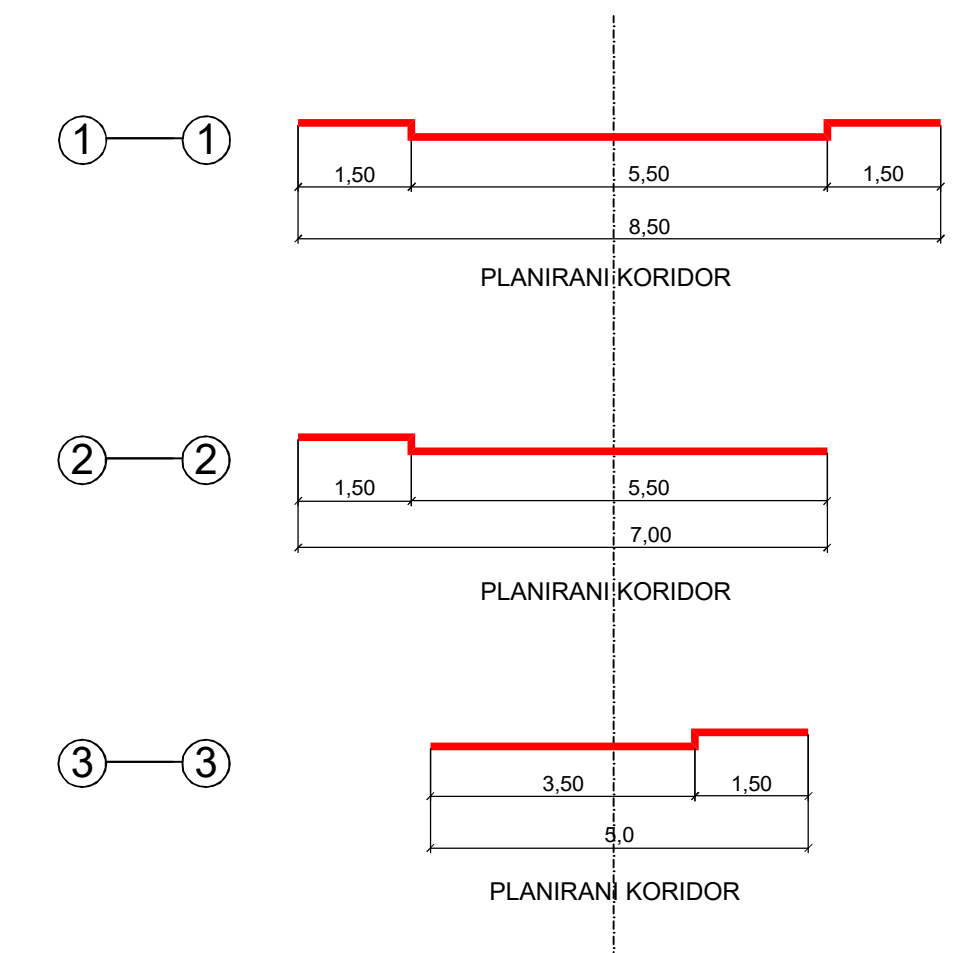 1 1
1,50 5,50 1,50
8,50
PLANIRANI KORIDOR
2 2
1,50 5,50
7,00
PLANIRANI KORIDOR
3 3
3,50 1,50
5,0
PLANIRANI KORIDOR